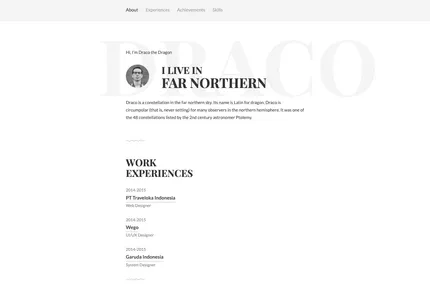 About Experiences Achievements Skills
DRACO
Hi, I'm Draco the Dragon
I LIVE IN
FAR NORTHERN
Draco is a constellation in the far northern sky. Its name is Latin for dragon. Draco is
circumpolar (that is, never setting) for many observers in the northern hemisphere. It was one of
the 48 constellations listed by the 2nd century astronomer Ptolemy.
WORK
EXPERIENCES
2014-2015
PT Traveloka Indonesia
Web Designer
2014-2015
Wego
UI/UX Designer
2014-2015
Garuda Indonesia
System Designer